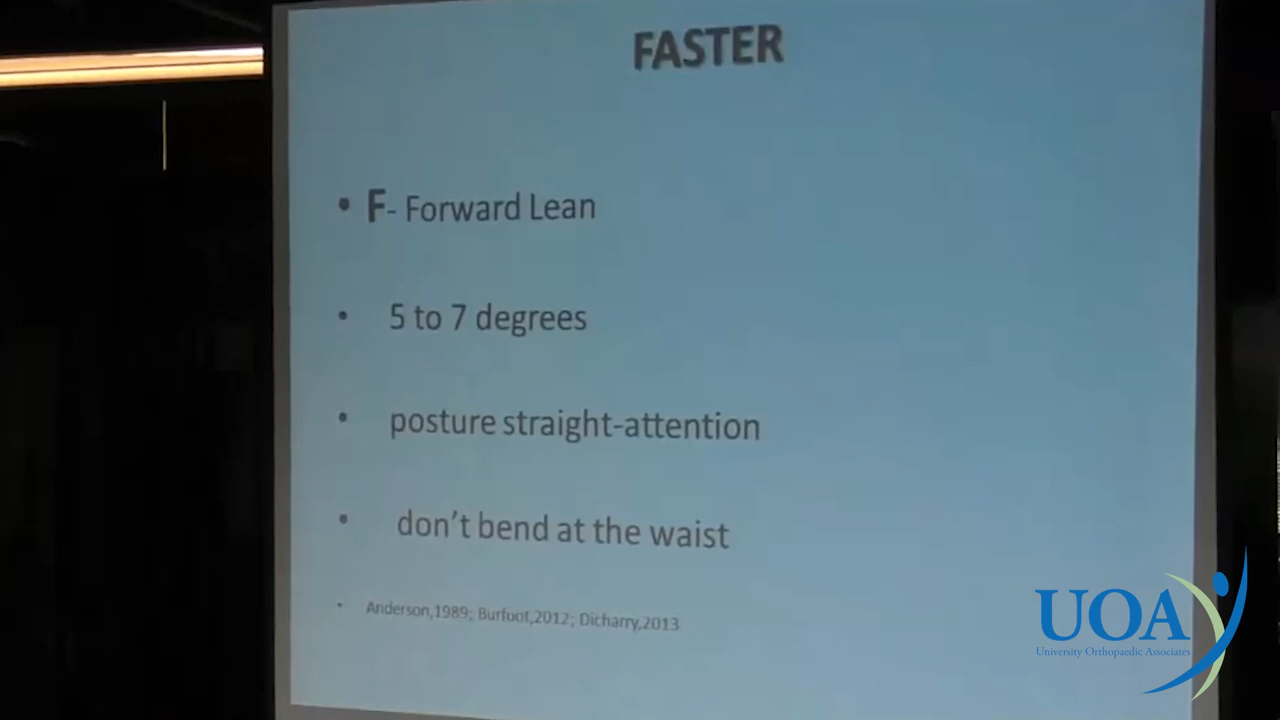 FASTER
• F- Forward Lean
• 5 to 7 degrees
• posture straight-attention
• don't bend at the waist
• Anderson,1989; Burfoot,2012; Dicharry,2013
UOA
University Orthopaedic Associates